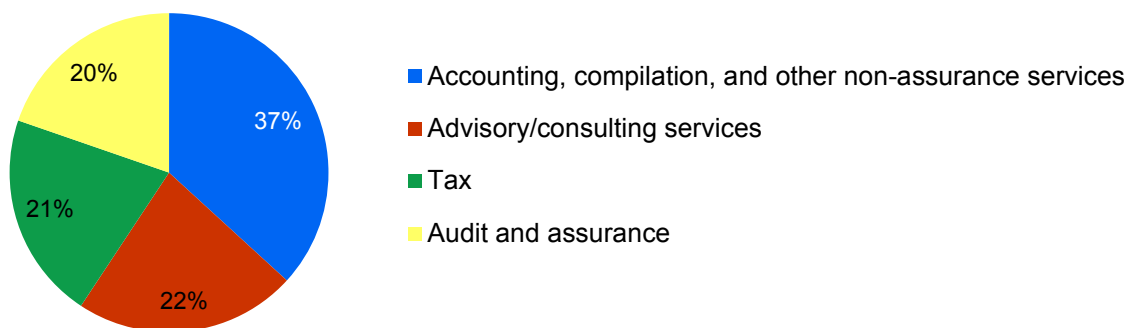 20%
37%
21%
22%
Accounting, compilation, and other non-assurance services
Advisory/consulting services
Tax
Audit and assurance